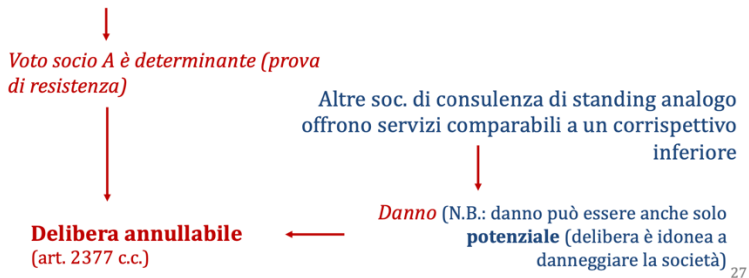 Voto socio A è determinante (prova
di resistenza)
Altre soc. di consulenza di standing analogo
offrono servizi comparabili a un corrispettivo
inferiore
Danno (N.B.: danno può essere anche solo
potenziale (delibera è idonea a
danneggiare la società)
Delibera annullabile
(art. 2377 c.c.)
27